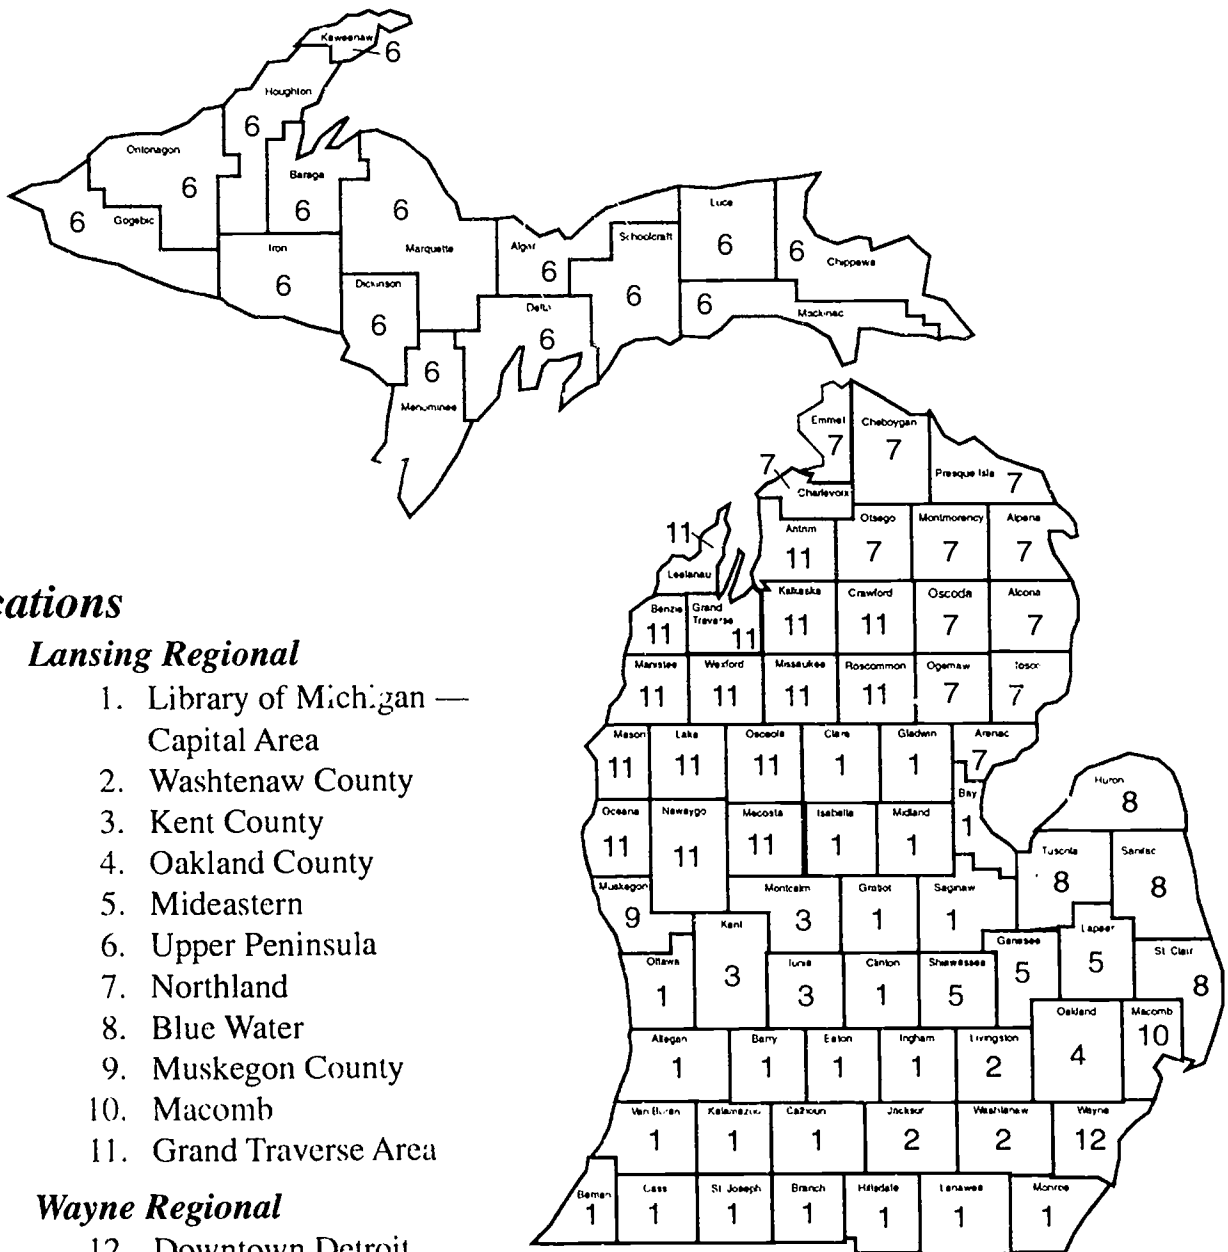 Keweenaw
6
Houghton
6
Ontonagon
6
Baraga
6
6
Gogebic
6
Marquette
Iron
6
Dickinson
6
Alger
6
Schoolcraft
6
Luce
6
6
Chippewa
6
Mackinac
Delta
6
6
Menominee
Emmet
7
Cheboygan
7
Presque Isle 7
7
Charlevoix
11
Leelanau
Antrim
11
Otsego
7
Montmorency
7
Alpena
7
Benzie
11
Grand
Traverse
11
Kalkaska
11
Crawford
11
Oscoda
7
Alcona
7
Manistee
11
Wexford
11
Missaukee
11
Roscommon
11
Ogemaw
7
Iosco
7
Mason
11
Lake
11
Osceola
11
Clare
1
Gladwin
1
Arenac
7
Huron
8
Oceana
11
Newaygo
11
Mecosta
11
Isabella
1
Midland
1
Bay
1
Tuscola
8
Sanilac
8
Muskegon
9
Montcalm
3
Gratiot
1
Saginaw
1
Kent
3
Ottawa
1
Ionia
3
Clinton
1
Shiawassee
5
Genesee
5
Lapeer
5
St. Clair
8
Allegan
1
Barry
1
Eaton
1
Ingham
1
Livingston
2
Oakland
4
Macomb
10
Van Buren
1
Kalamazoo
1
Calhoun
1
Jackson
2
Washtenaw
2
Wayne
12
Berrien
1
Cass
1
St. Joseph
1
Branch
1
Hillsdale
1
Lenawee
1
Monroe
1
cations
Lansing Regional
1. Library of Michigan —
Capital Area
2. Washtenaw County
3. Kent County
4. Oakland County
5. Mideastern
6. Upper Peninsula
7. Northland
8. Blue Water
9. Muskegon County
10. Macomb
11. Grand Traverse Area
Wayne Regional
12. Downtown Detroit